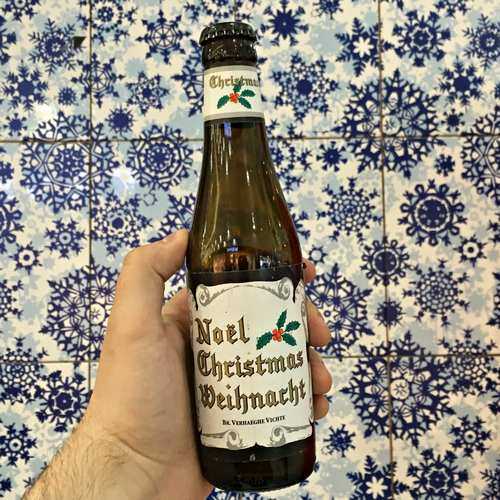 Christmas
Noël
Christmas
Weihnacht
Br. Verhaeghe Vichte